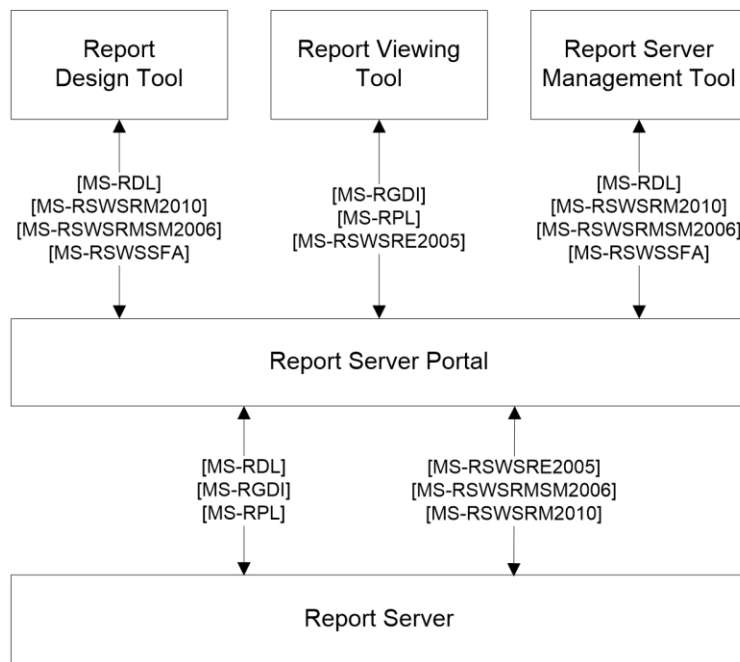 Report
Design Tool
Report Viewing
Tool
Report Server
Management Tool
[MS-RDL]
[MS-RSWSRM2010]
[MS-RSWSRMSM2006]
[MS-RSWSSFA]
[MS-RGDI]
[MS-RPL]
[MS-RSWSRE2005]
[MS-RDL]
[MS-RSWSRM2010]
[MS-RSWSRMSM2006]
[MS-RSWSSFA]
Report Server Portal
[MS-RDL]
[MS-RGDI]
[MS-RPL]
[MS-RSWSRE2005]
[MS-RSWSRMSM2006]
[MS-RSWSRM2010]
Report Server